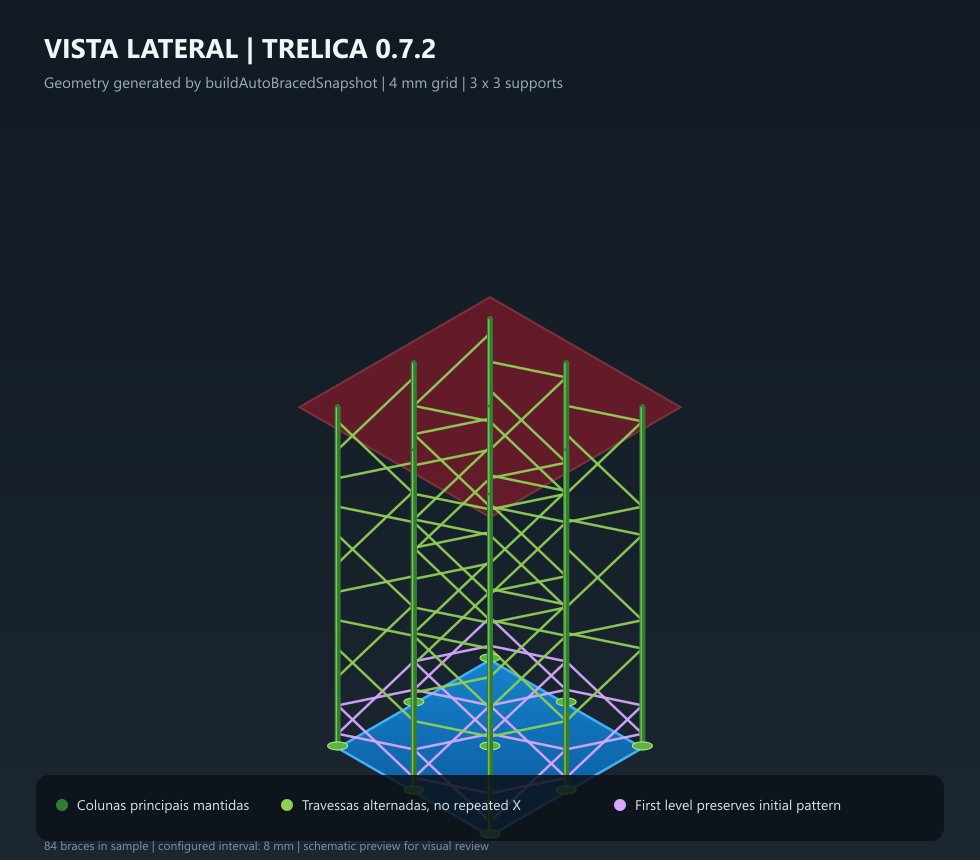 VISTA LATERAL | TRELICA 0.7.2
Geometry generated by buildAutoBracedSnapshot | 4 mm grid | 3 x 3 supports
Colunas principais mantidas
Travessas alternadas, no repeated X
First level preserves initial pattern
84 braces in sample | configured interval: 8 mm | schematic preview for visual review